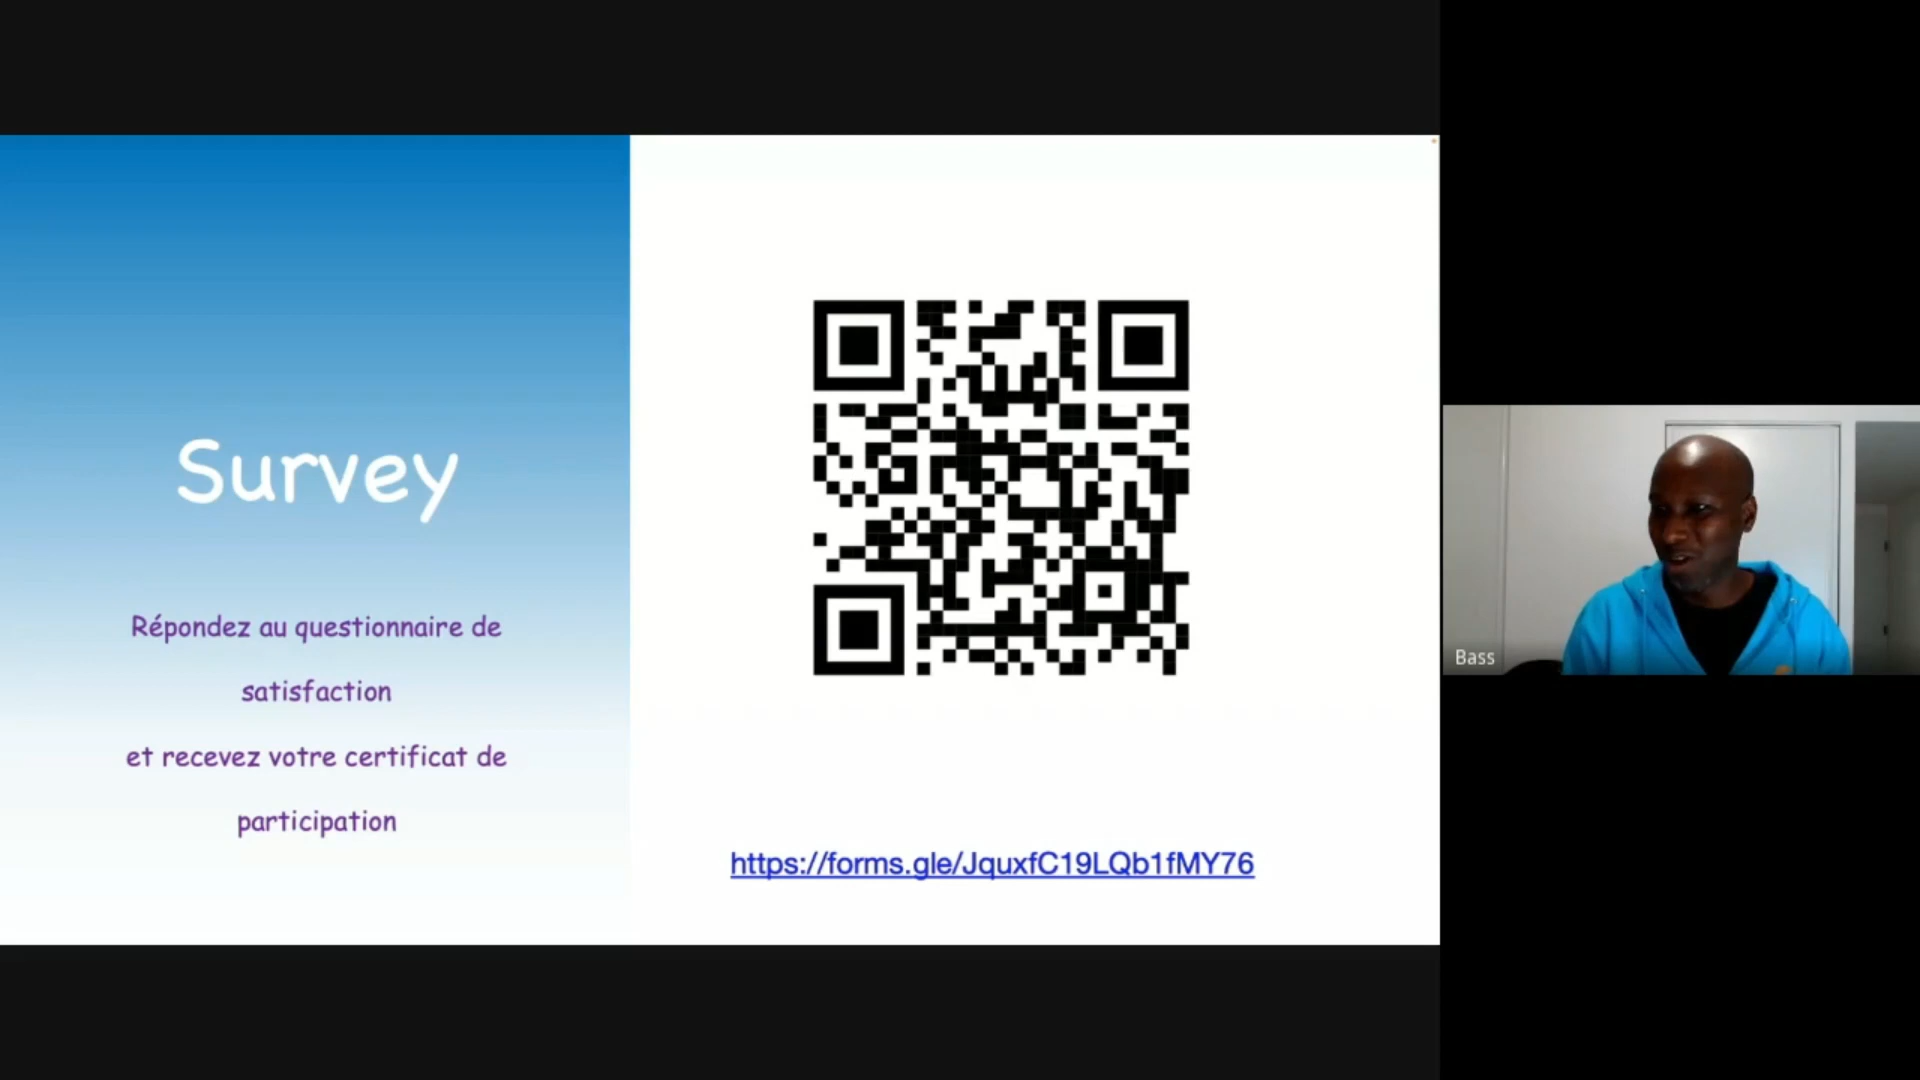 Survey
Répondez au questionnaire de
satisfaction
et recevez votre certificat de
participation
https://forms.gle/JquxfC19LQb1fMY76
Bass